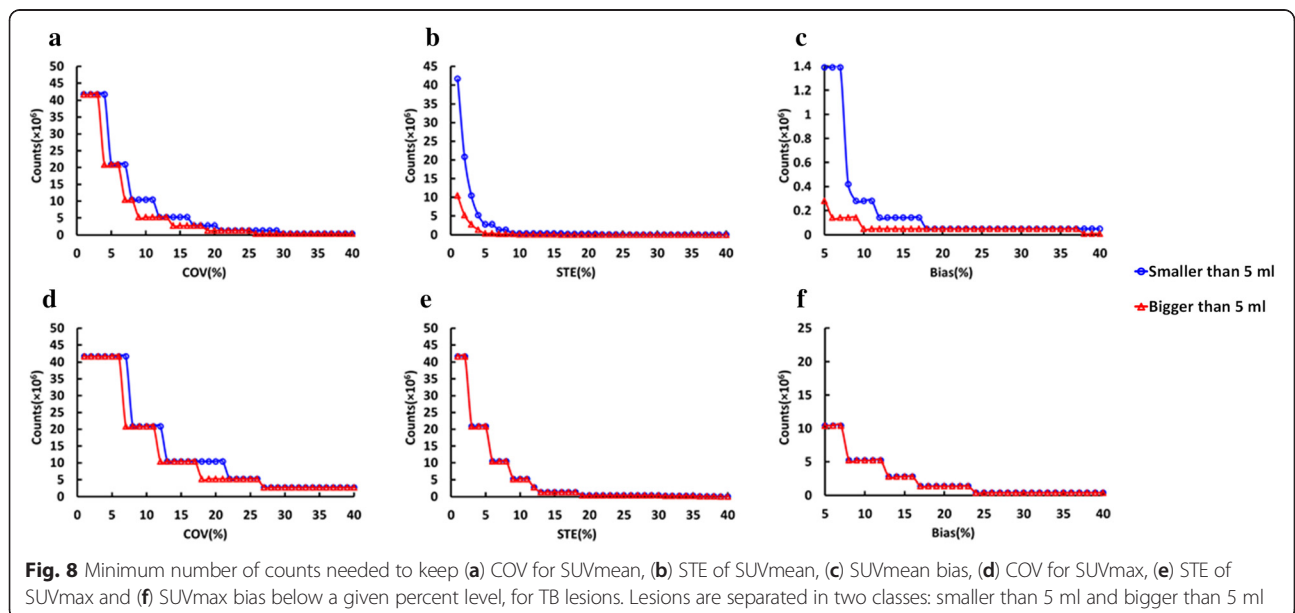 a
b
c
50
45
40
35
30
25
20
15
10
5
0
Counts(×10⁶)
0 5 10 15 20 25 30 35 40
COV(%)
45
40
35
30
25
20
15
10
5
0
Counts(×10⁶)
0 5 10 15 20 25 30 35 40
STE(%)
1.4
1.2
1
0.8
0.6
0.4
0.2
0
Counts(×10⁶)
5 10 15 20 25 30 35 40
Bias(%)
Smaller than 5 ml
Bigger than 5 ml
d
e
f
50
45
40
35
30
25
20
15
10
5
0
Counts(×10⁶)
0 5 10 15 20 25 30 35 40
COV(%)
50
45
40
35
30
25
20
15
10
5
0
Counts(×10⁶)
0 5 10 15 20 25 30 35 40
STE(%)
25
20
15
10
5
0
Counts(×10⁶)
5 10 15 20 25 30 35 40
Bias(%)
Fig. 8 Minimum number of counts needed to keep (a) COV for SUVmean, (b) STE of SUVmean, (c) SUVmean bias, (d) COV for SUVmax, (e) STE of
SUVmax and (f) SUVmax bias below a given percent level, for TB lesions. Lesions are separated in two classes: smaller than 5 ml and bigger than 5 ml